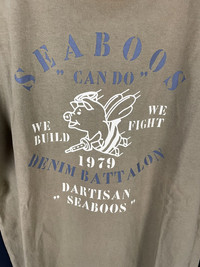 SEABOOS
" CAN DO "
WE BUILD
WE FIGHT
1979
DENIM BATTALON
DARTISAN
„ SEABOOS "